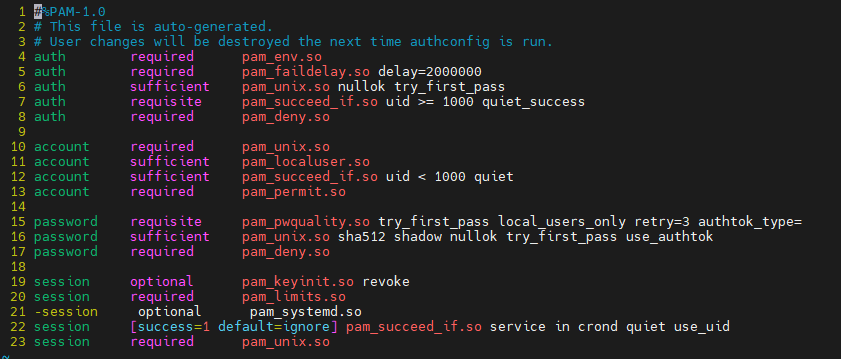 1 #%PAM-1.0
2 # This file is auto-generated.
3 # User changes will be destroyed the next time authconfig is run.
4 auth        required      pam_env.so
5 auth        required      pam_faildelay.so delay=2000000
6 auth        sufficient    pam_unix.so nullok try_first_pass
7 auth        requisite     pam_succeed_if.so uid >= 1000 quiet_success
8 auth        required      pam_deny.so
9
10 account     required      pam_unix.so
11 account     sufficient    pam_localuser.so
12 account     sufficient    pam_succeed_if.so uid < 1000 quiet
13 account     required      pam_permit.so
14
15 password    requisite     pam_pwquality.so try_first_pass local_users_only retry=3 authtok_type=
16 password    sufficient    pam_unix.so sha512 shadow nullok try_first_pass use_authtok
17 password    required      pam_deny.so
18
19 session     optional      pam_keyinit.so revoke
20 session     required      pam_limits.so
21 -session     optional      pam_systemd.so
22 session     [success=1 default=ignore] pam_succeed_if.so service in crond quiet use_uid
23 session     required      pam_unix.so
~